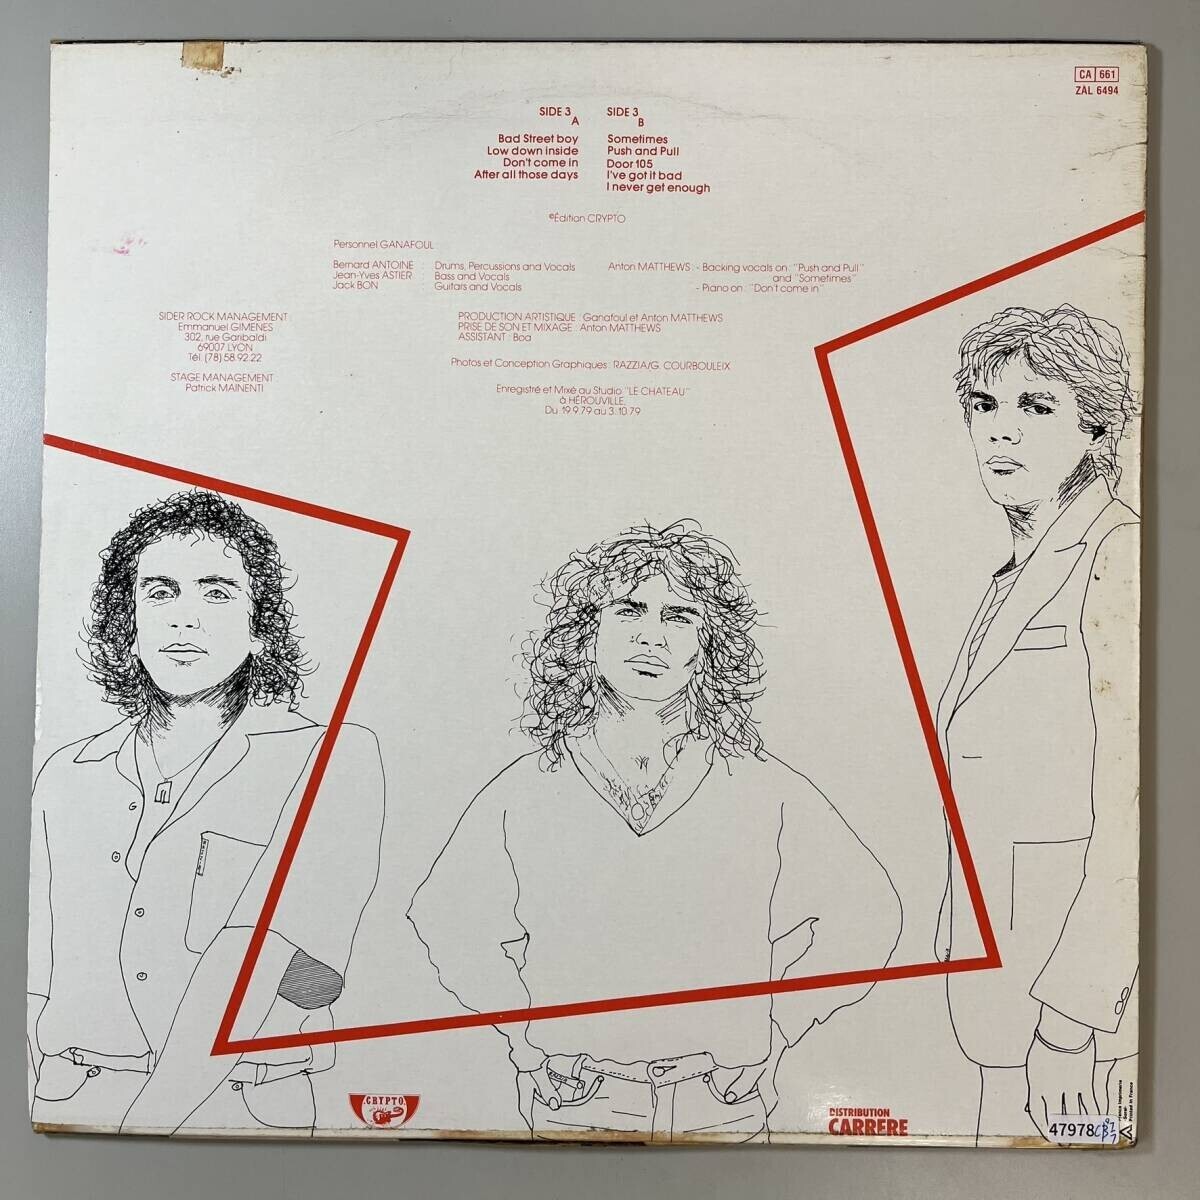 CA 661
ZAL 6494
SIDE 3 A
Bad Street boy
Low down inside
Don't come in
After all those days
SIDE 3 B
Sometimes
Push and Pull
Door 105
I've got it bad
I never get enough
©Édition CRYPTO
Personnel GANAFOUL
Bernard ANTOINE : Drums, Percussions and Vocals
Jean-Yves ASTIER : Bass and Vocals
Jack BON : Guitars and Vocals
Anton MATTHEWS : - Backing vocals on : "Push and Pull"
and "Sometimes"
- Piano on : "Don't come in"
SIDER ROCK MANAGEMENT :
Emmanuel GIMENES
302, rue Garibaldi
69007 LYON
Tél. (78) 58.92.22
STAGE MANAGEMENT :
Patrick MAINENTI
PRODUCTION ARTISTIQUE : Ganafoul et Anton MATTHEWS
PRISE DE SON ET MIXAGE : Anton MATTHEWS
ASSISTANT : Boa
Photos et Conception Graphiques : RAZZIA/G. COURBOULEIX
Enregistré et Mixé au Studio "LE CHATEAU"
à HÉROUVILLE,
Du 19 9 79 au 3.10.79
CRYPTO
DISTRIBUTION
CARRERE
47978
Printed in France